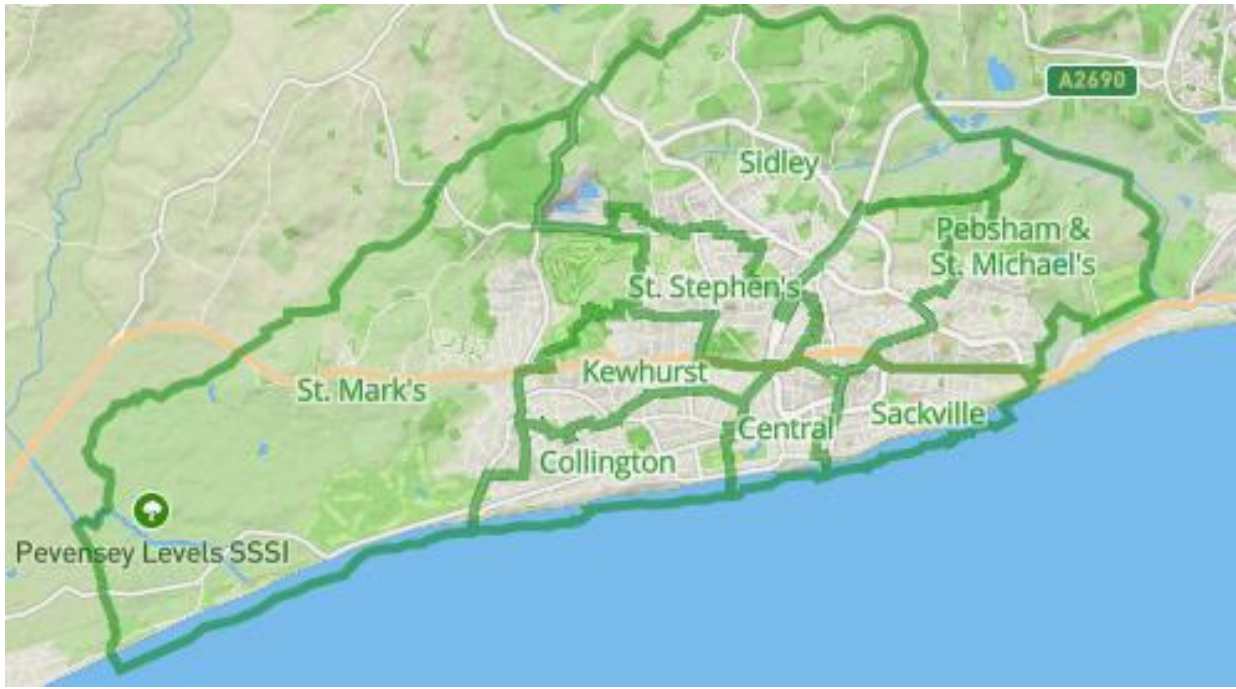 A2690
Sidley
Pebsham &
St. Michael's
St. Stephen's
Kewhurst
St. Mark's
Sackville
Central
Collington
Pevensey Levels SSSI